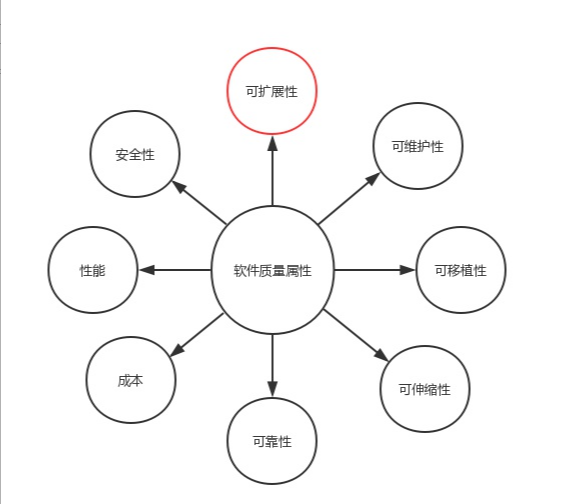 可扩展性
安全性
可维护性
性能
软件质量属性
可移植性
成本
可伸缩性
可靠性